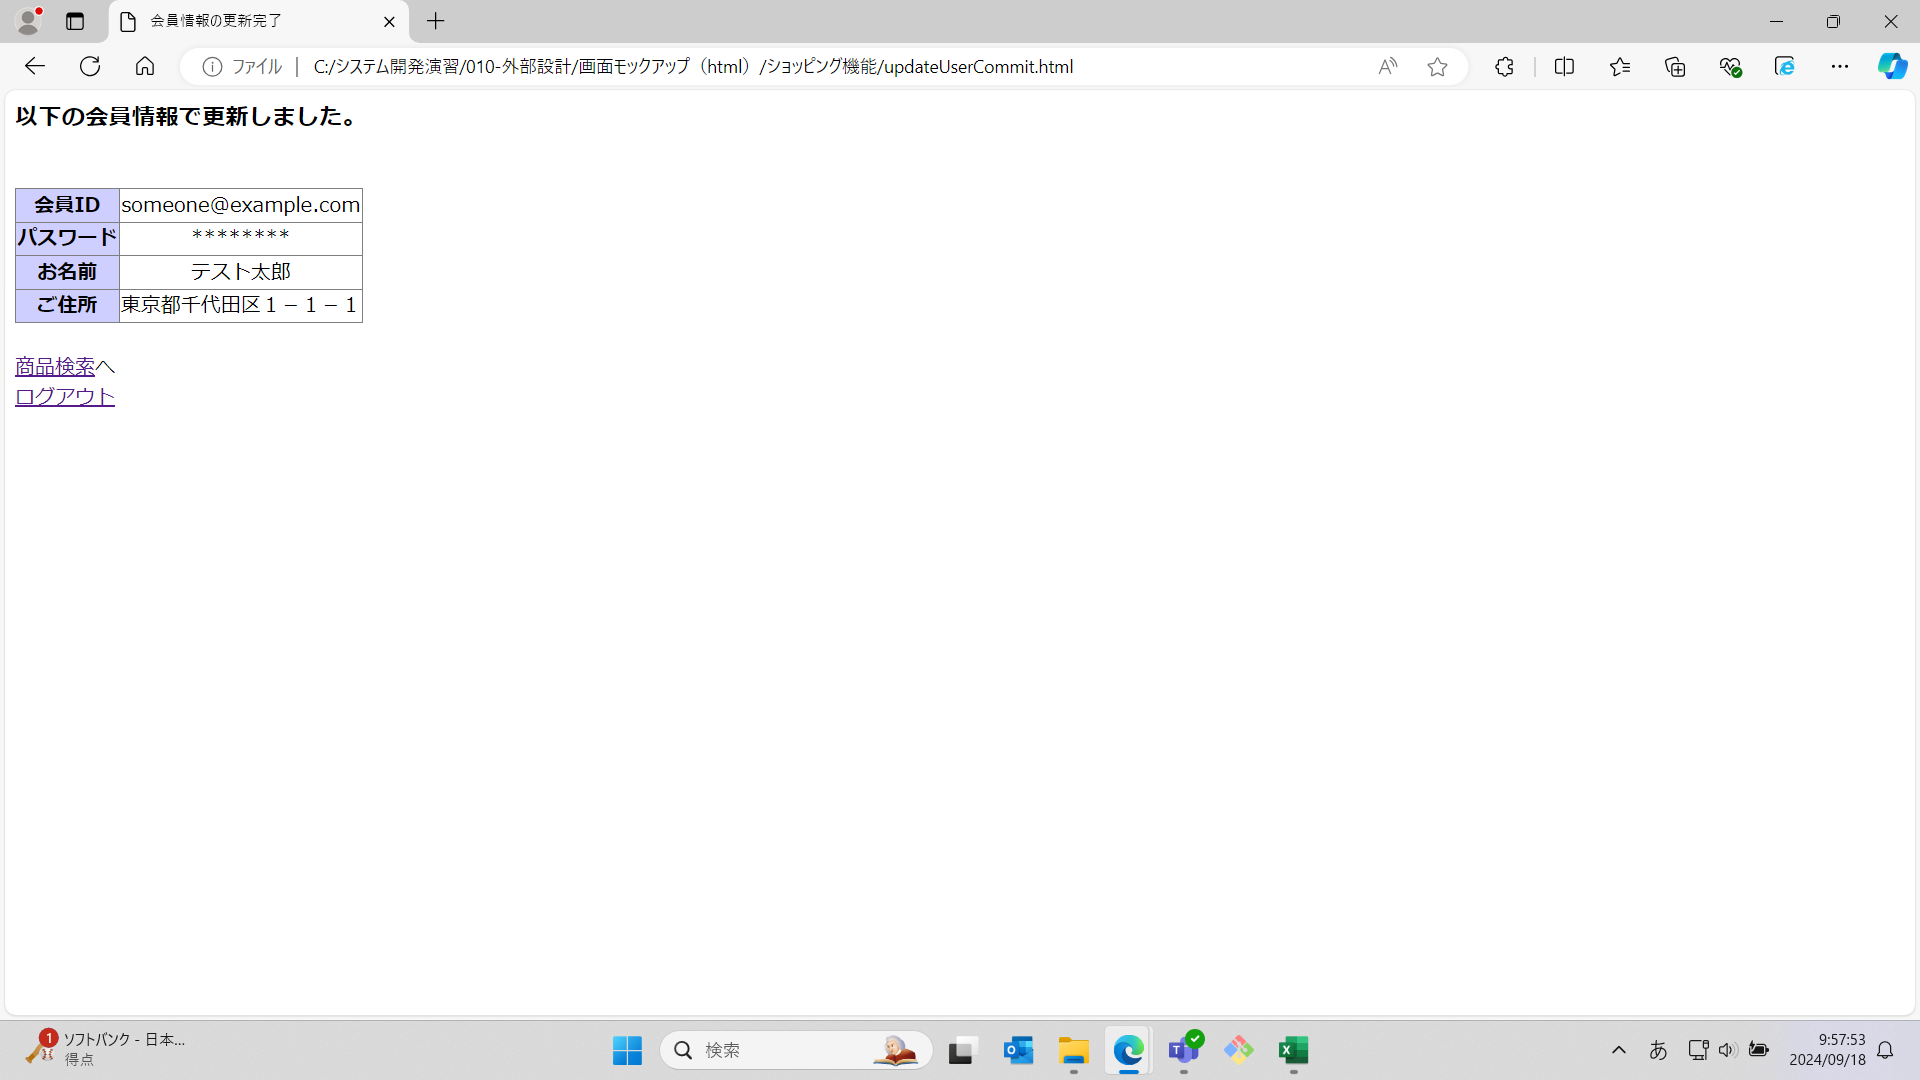 会員情報の更新完了
ファイル
C:/システム開発演習/010-外部設計/画面モックアップ（html）/ショッピング機能/updateUserCommit.html
以下の会員情報で更新しました。
会員ID someone@example.com
パスワード ********
お名前 テスト太郎
ご住所 東京都千代田区１－１－１
商品検索へ
ログアウト
1
ソフトバンク - 日本...
得点
検索
あ
9:57:53
2024/09/18